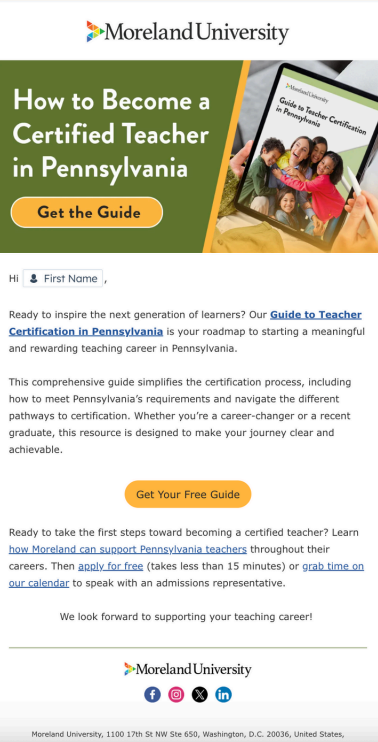 Moreland University
How to Become a
Certified Teacher
in Pennsylvania
Get the Guide
Moreland University
Guide to Teacher Certification
in Pennsylvania
Hi First Name ,
Ready to inspire the next generation of learners? Our Guide to Teacher
Certification in Pennsylvania is your roadmap to starting a meaningful
and rewarding teaching career in Pennsylvania.
This comprehensive guide simplifies the certification process, including
how to meet Pennsylvania's requirements and navigate the different
pathways to certification. Whether you're a career-changer or a recent
graduate, this resource is designed to make your journey clear and
achievable.
Get Your Free Guide
Ready to take the first steps toward becoming a certified teacher? Learn
how Moreland can support Pennsylvania teachers throughout their
careers. Then apply for free (takes less than 15 minutes) or grab time on
our calendar to speak with an admissions representative.
We look forward to supporting your teaching career!
Moreland University
Moreland University, 1100 17th St NW Ste 650, Washington, D.C. 20036, United States,